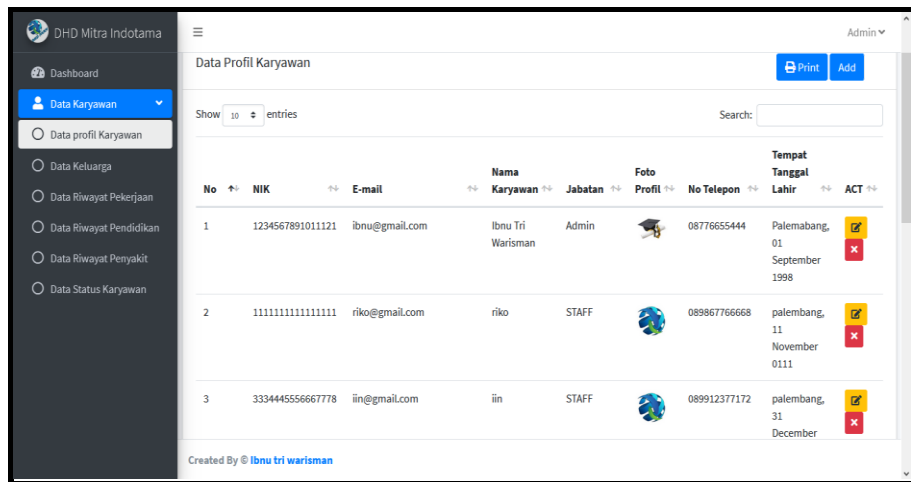 DHD Mitra Indotama
Admin
Dashboard
Data Karyawan
Data profil Karyawan
Data Keluarga
Data Riwayat Pekerjaan
Data Riwayat Pendidikan
Data Riwayat Penyakit
Data Status Karyawan
Data Profil Karyawan
Print Add
Show 10 entries
Search:
No NIK E-mail Nama Karyawan Jabatan Foto Profil No Telepon Tempat Tanggal Lahir ACT
1 1234567891011121 ibnu@gmail.com Ibnu Tri Admin 08776655444 Palemabang,
Warisman 01
September
1998
2 1111111111111111 riko@gmail.com riko STAFF 089867766668 palembang,
11
November
0111
3 3334445556667778 iin@gmail.com iin STAFF 089912377172 palembang,
31
December
Created By © Ibnu tri warisman